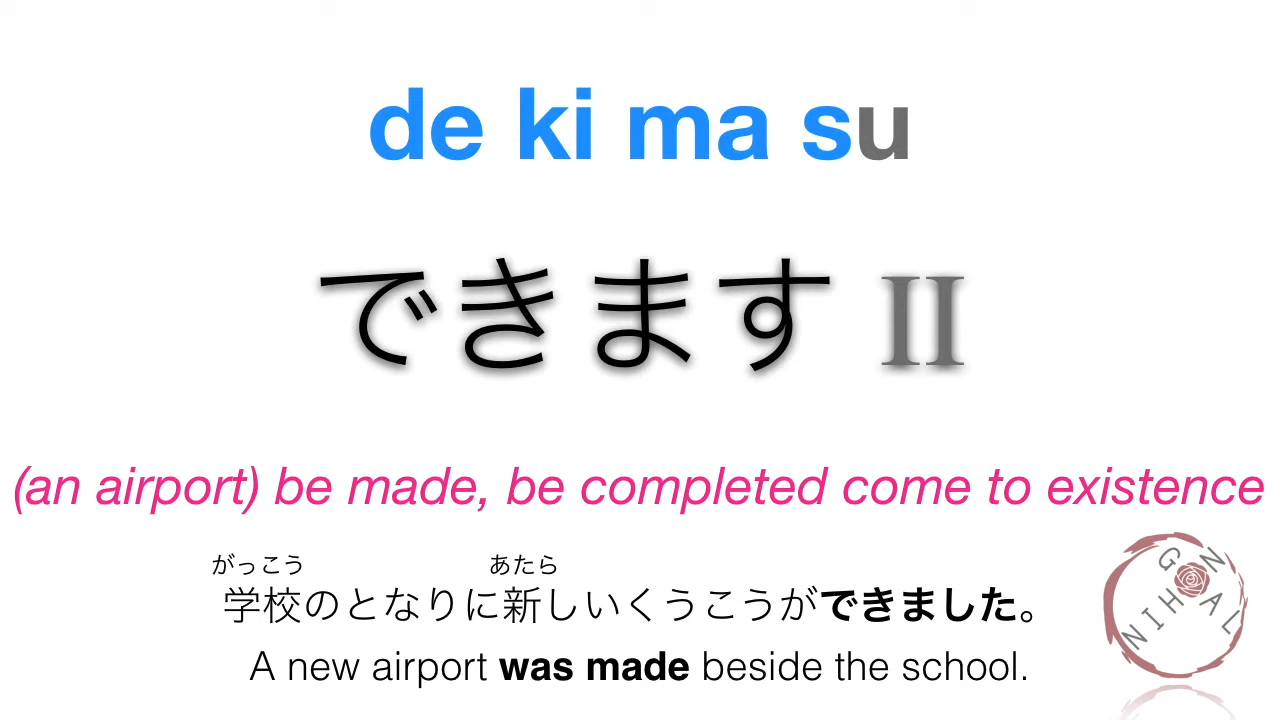 de ki ma su
できます II
(an airport) be made, be completed come to existence
がっこう あたら
学校のとなりに新しいくうこうができました。
A new airport was made beside the school.
NIHON GAL